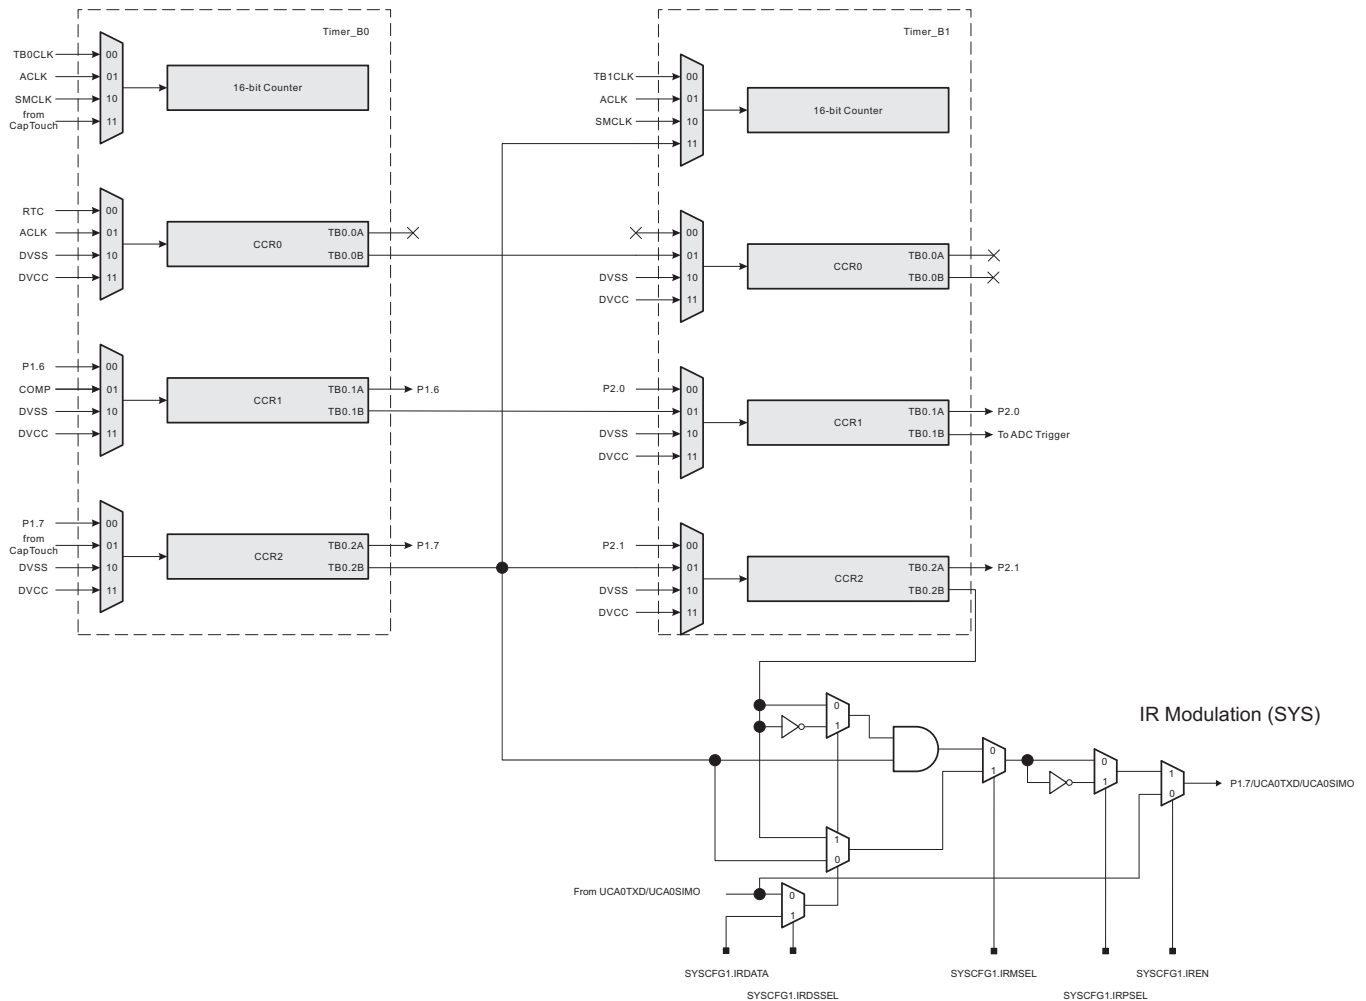 Timer_B0
TB0CLK
00
ACLK
01
SMCLK
10
from
CapTouch
11
16-bit Counter
RTC
00
ACLK
01
DVSS
10
DVCC
11
CCR0
TB0.0A
TB0.0B
P1.6
00
COMP
01
DVSS
10
DVCC
11
CCR1
TB0.1A
P1.6
TB0.1B
P1.7
00
from
CapTouch
01
DVSS
10
DVCC
11
CCR2
TB0.2A
P1.7
TB0.2B
Timer_B1
TB1CLK
00
ACLK
01
SMCLK
10
11
16-bit Counter
00
01
DVSS
10
DVCC
11
CCR0
TB0.0A
TB0.0B
P2.0
00
01
DVSS
10
DVCC
11
CCR1
TB0.1A
P2.0
TB0.1B
To ADC Trigger
P2.1
00
01
DVSS
10
DVCC
11
CCR2
TB0.2A
P2.1
TB0.2B
IR Modulation (SYS)
0
1
0
1
0
1
1
0
P1.7/UCA0TXD/UCA0SIMO
1
0
From UCA0TXD/UCA0SIMO
0
1
SYSCFG1.IRDATA
SYSCFG1.IRDSSEL
SYSCFG1.IRMSEL
SYSCFG1.IRPSEL
SYSCFG1.IREN